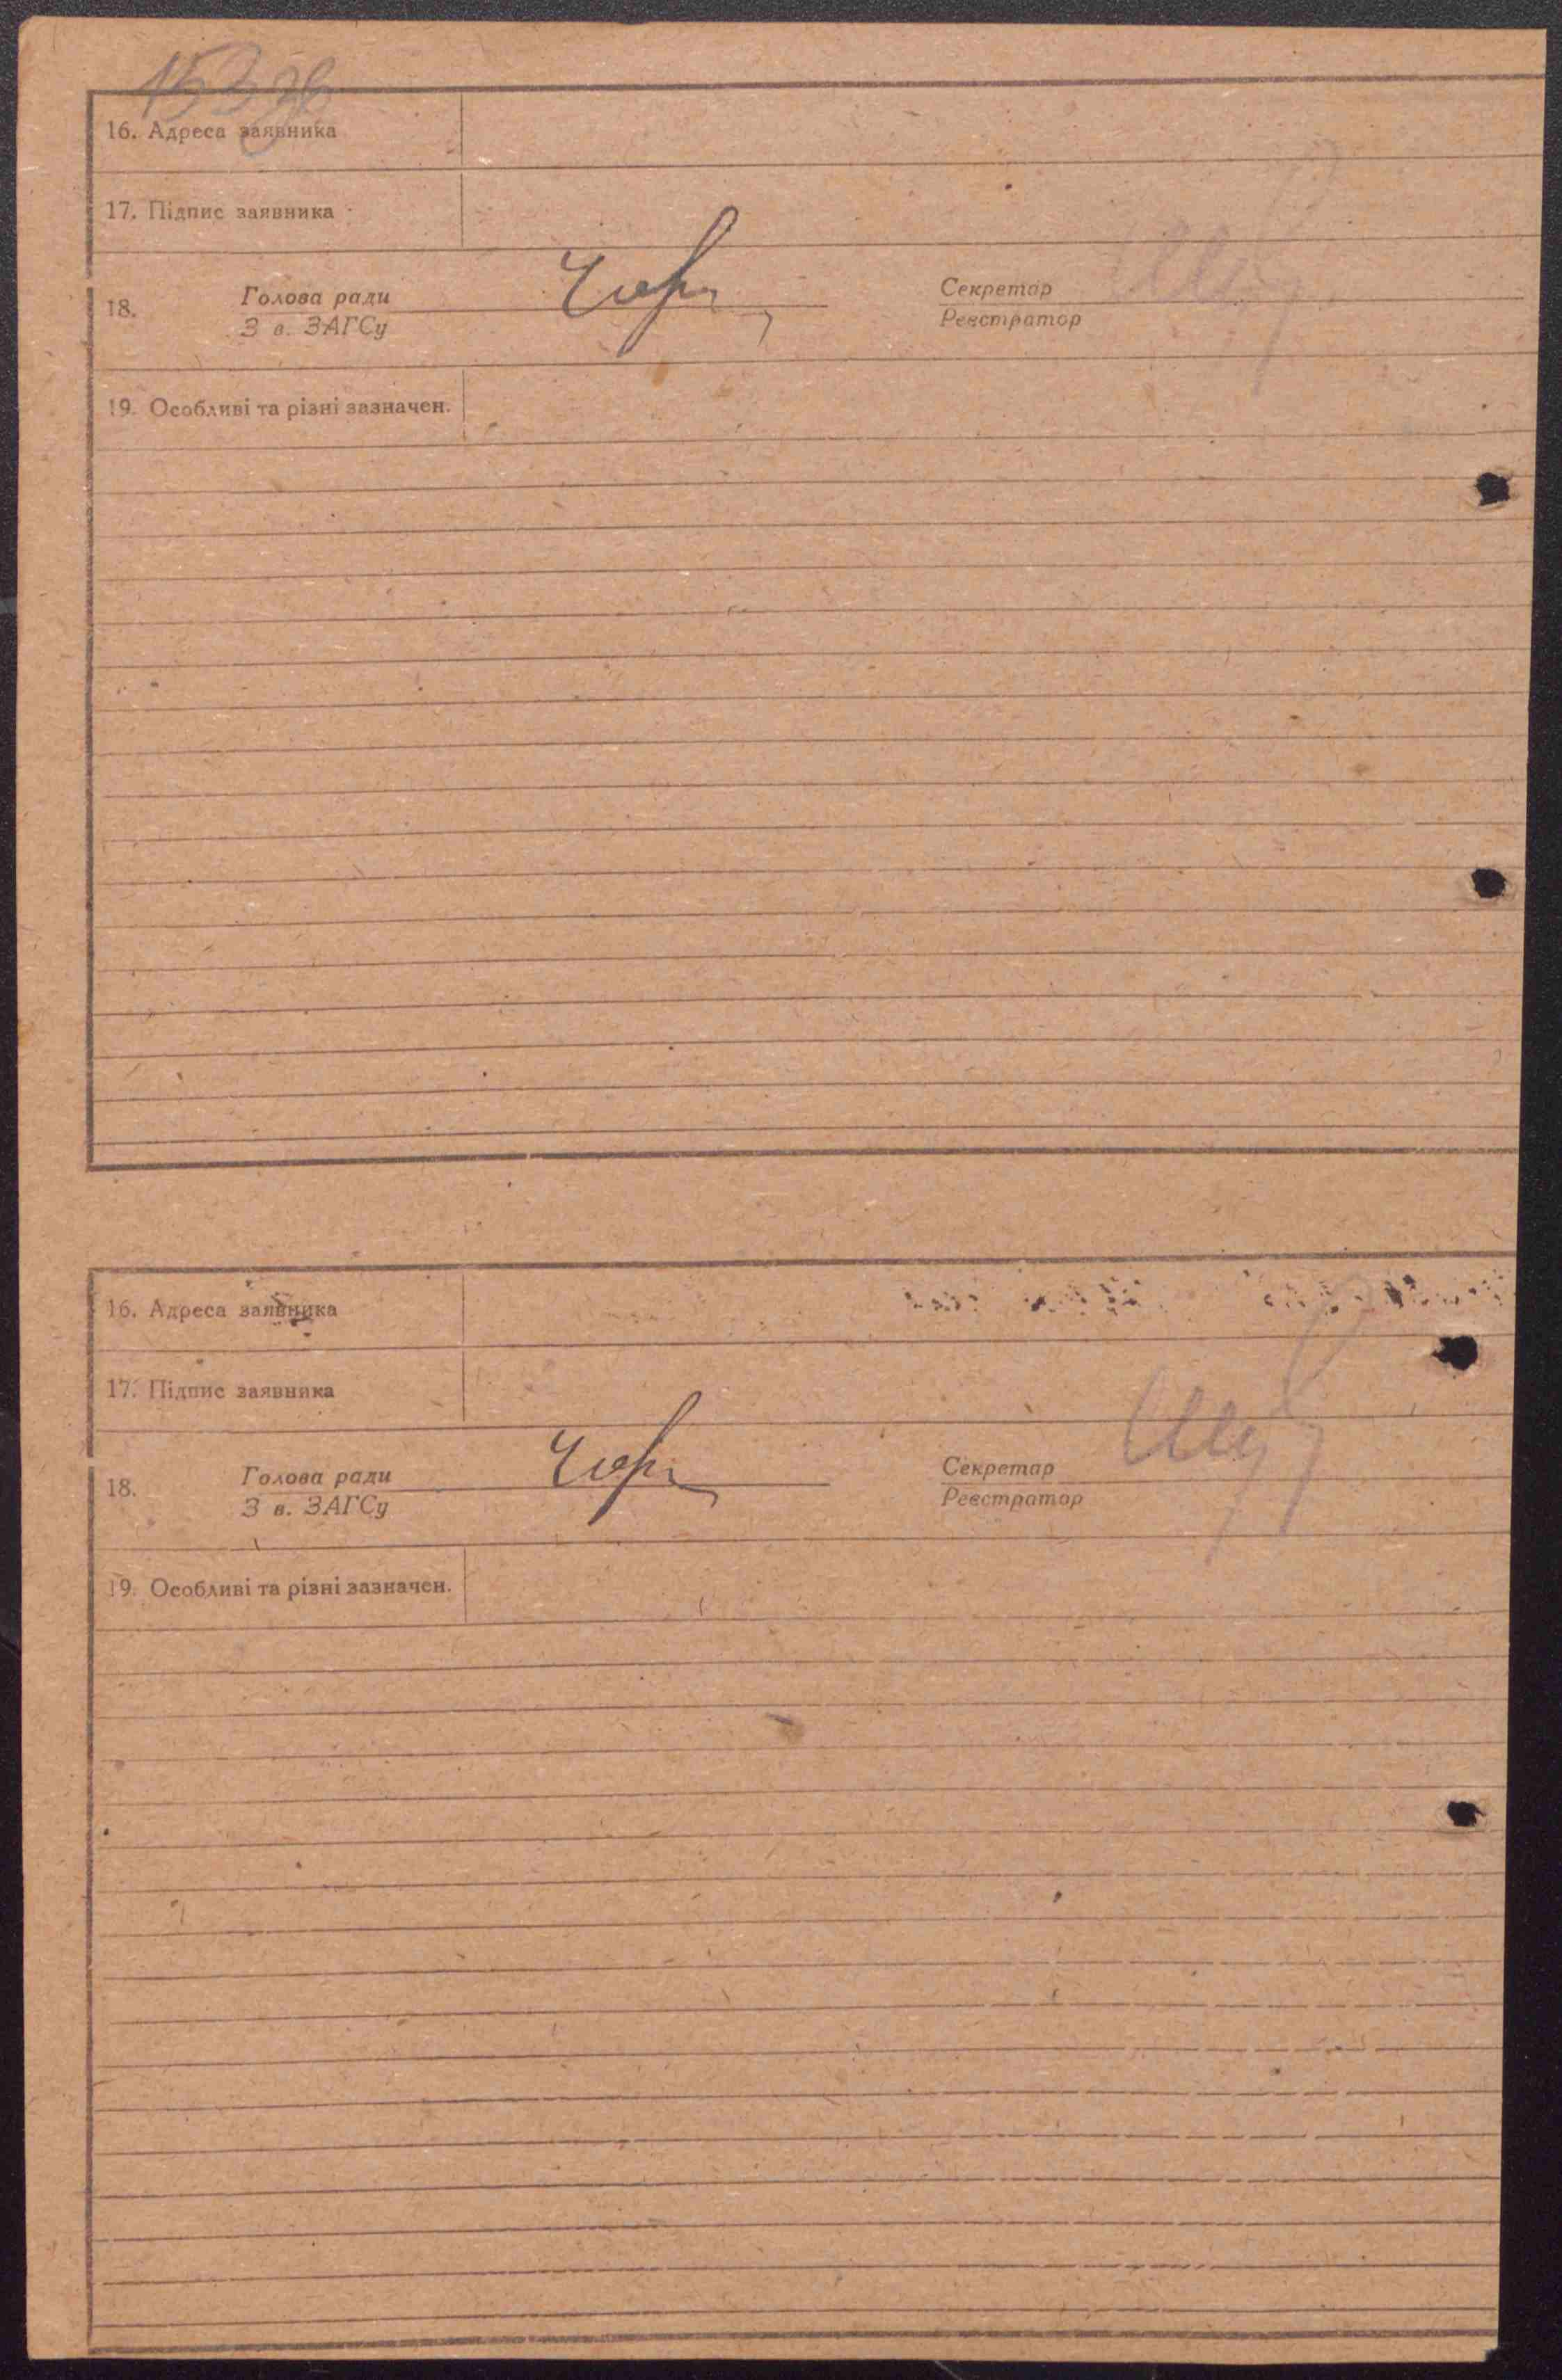 16. Адреса заявника
17. Підпис заявника
18. Голова ради Секретар
З в. ЗАГСу Реєстратор
19. Особливі та різні зазначен.
16. Адреса заявника
17. Підпис заявника
18. Голова ради Секретар
З в. ЗАГСу Реєстратор
19. Особливі та різні зазначен.